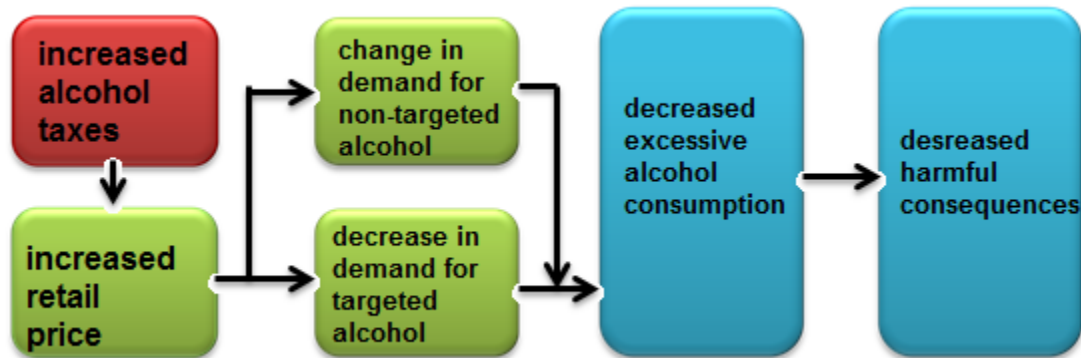 increased
alcohol
taxes
increased
retail
price
change in
demand for
non-targeted
alcohol
decrease in
demand for
targeted
alcohol
decreased
excessive
alcohol
consumption
desreased
harmful
consequences